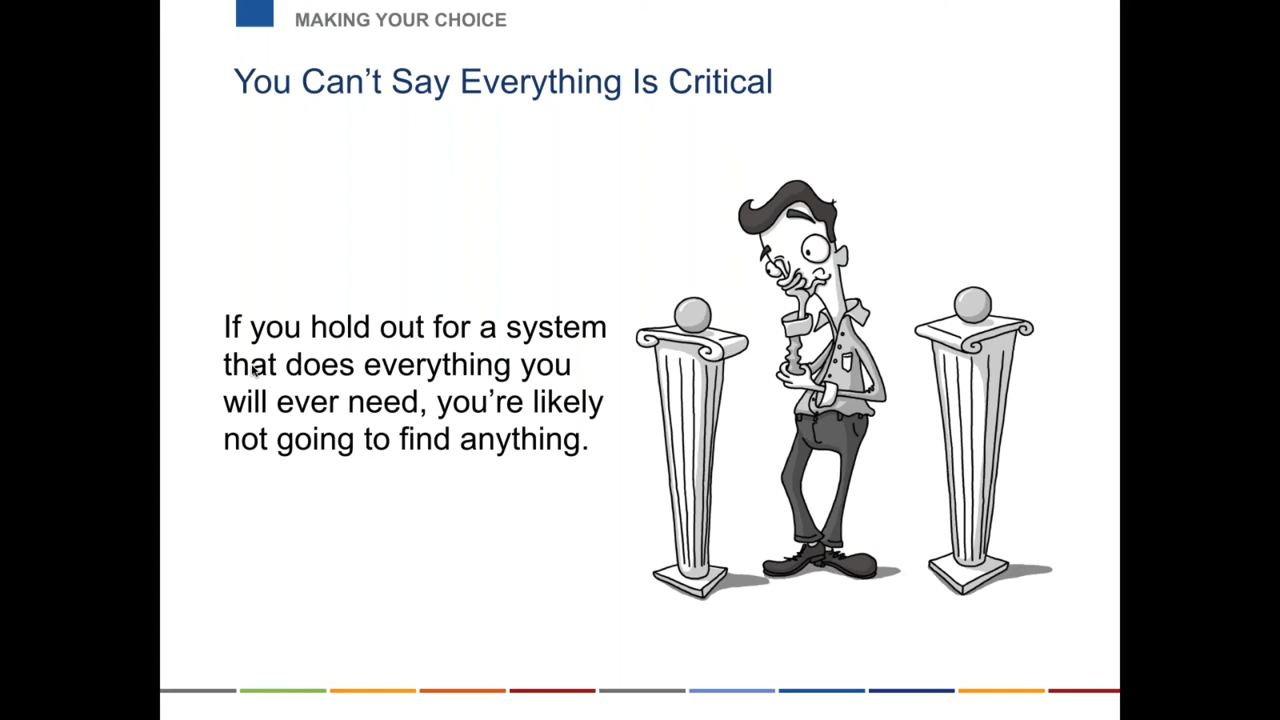 MAKING YOUR CHOICE
You Can’t Say Everything Is Critical
If you hold out for a system
that does everything you
will ever need, you’re likely
not going to find anything.